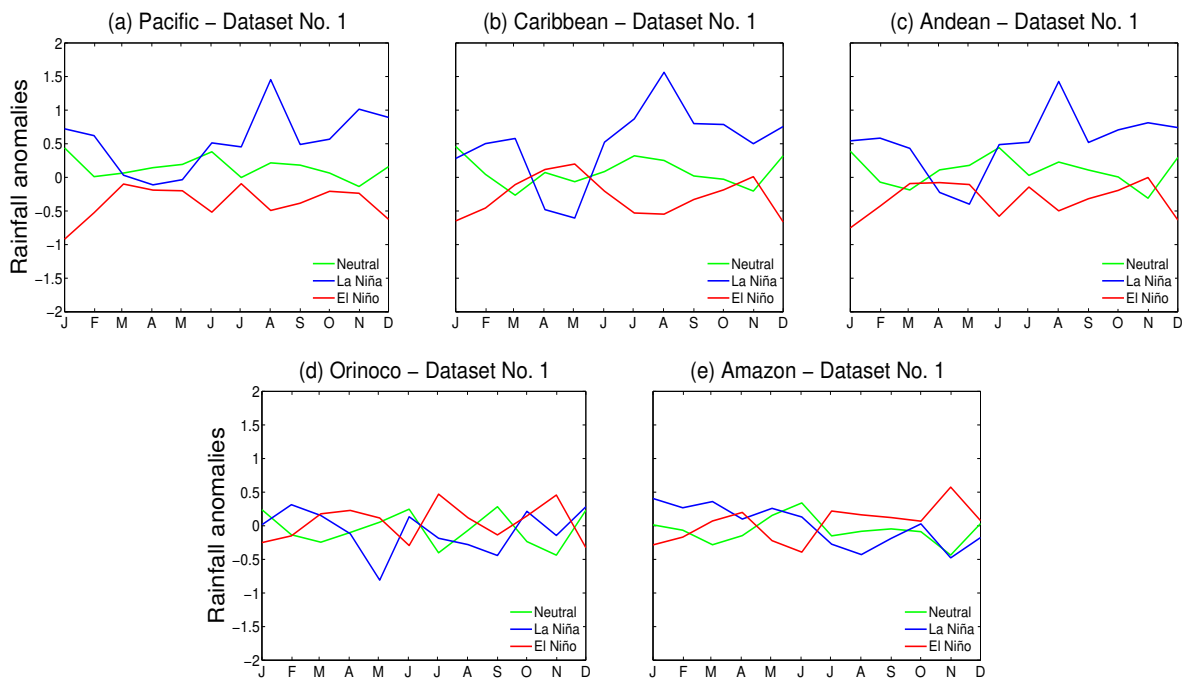 (a) Pacific − Dataset No. 1
(b) Caribbean − Dataset No. 1
(c) Andean − Dataset No. 1
Rainfall anomalies
2
1.5
1
0.5
0
−0.5
−1
−1.5
−2
Neutral
La Niña
El Niño
J F M A M J J A S O N D
Neutral
La Niña
El Niño
J F M A M J J A S O N D
Neutral
La Niña
El Niño
J F M A M J J A S O N D
(d) Orinoco − Dataset No. 1
(e) Amazon − Dataset No. 1
Rainfall anomalies
2
1.5
1
0.5
0
−0.5
−1
−1.5
−2
Neutral
La Niña
El Niño
J F M A M J J A S O N D
Neutral
La Niña
El Niño
J F M A M J J A S O N D